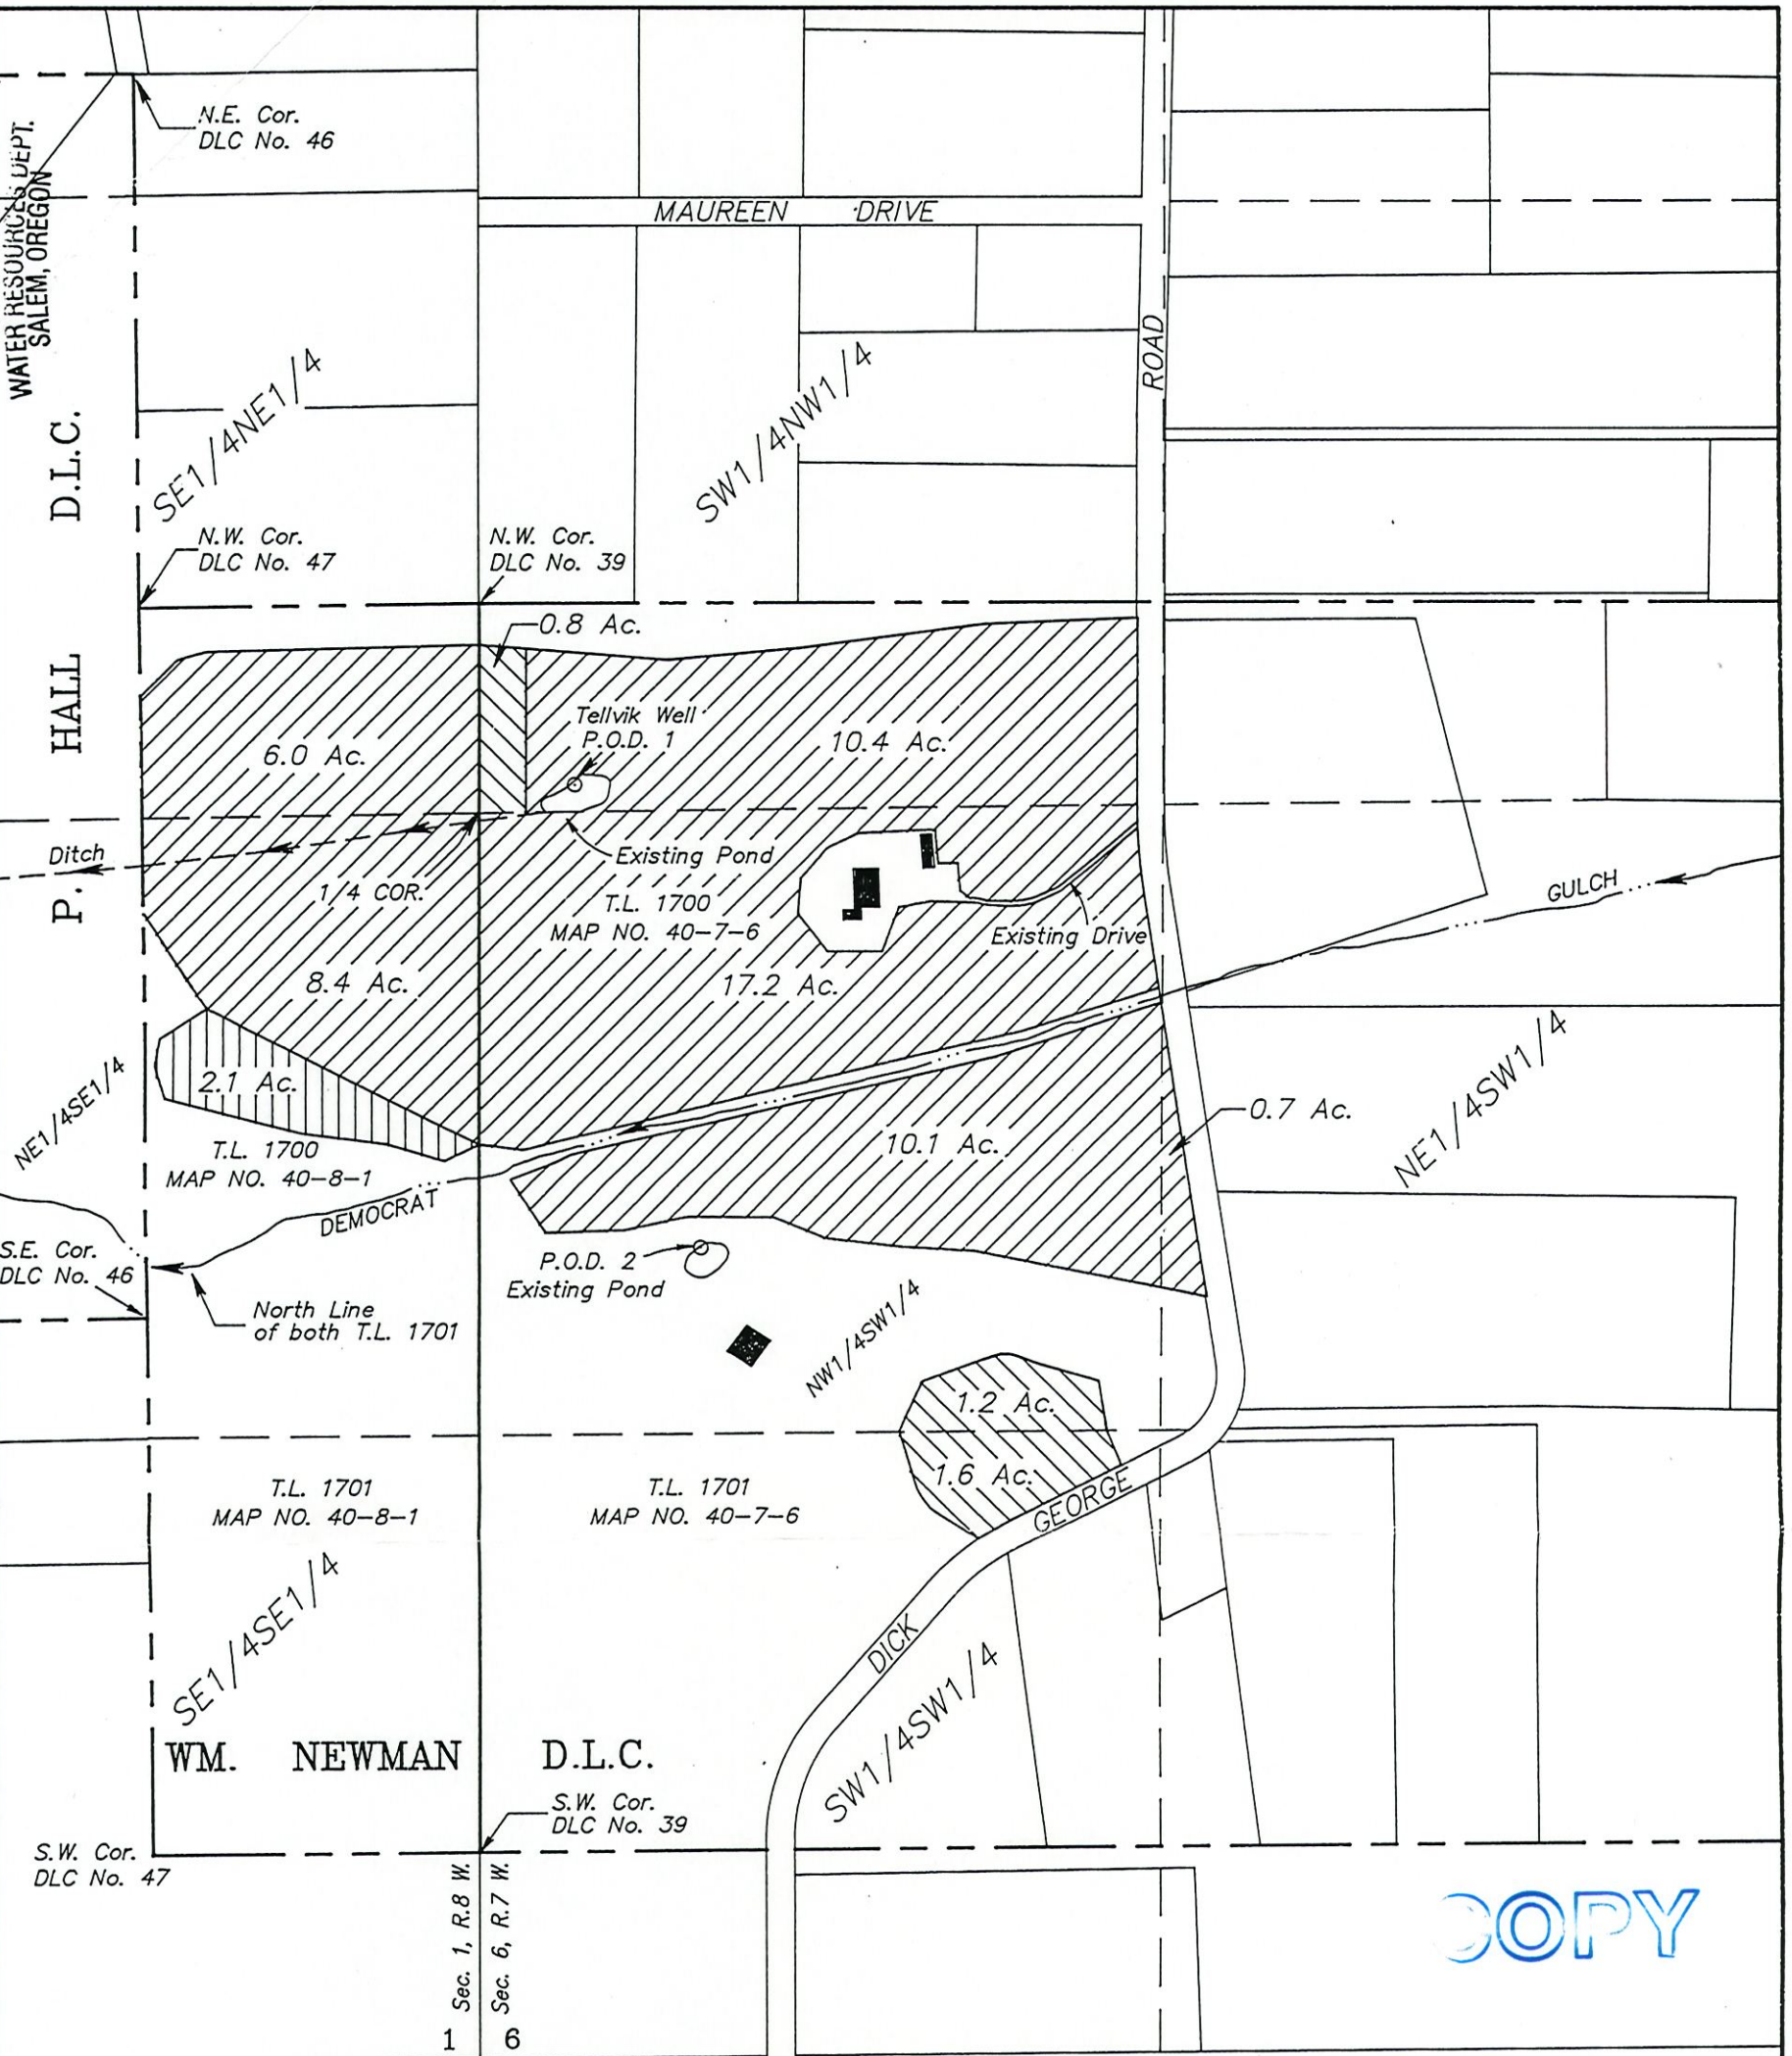 N.E. Cor.
DLC No. 46
WATER RESOURCES DEPT.
SALEM, OREGON
MAUREEN DRIVE
ROAD
SE1/4NE1/4
SW1/4NW1/4
D.L.C.
N.W. Cor.
DLC No. 47
N.W. Cor.
DLC No. 39
0.8 Ac.
HALL
Tellvik Well
P.O.D. 1
6.0 Ac.
10.4 Ac.
Ditch
Existing Pond
P.
1/4 COR.
T.L. 1700
MAP NO. 40-7-6
Existing Drive
GULCH
8.4 Ac.
17.2 Ac.
NE1/4SE1/4
2.1 Ac.
NE1/4SW1/4
0.7 Ac.
10.1 Ac.
T.L. 1700
MAP NO. 40-8-1
DEMOCRAT
S.E. Cor.
DLC No. 46
P.O.D. 2
Existing Pond
North Line
of both T.L. 1701
NW1/4SW1/4
1.2 Ac.
1.6 Ac.
T.L. 1701
MAP NO. 40-8-1
T.L. 1701
MAP NO. 40-7-6
GEORGE
DICK
SE1/4SE1/4
SW1/4SW1/4
WM. NEWMAN D.L.C.
S.W. Cor.
DLC No. 39
S.W. Cor.
DLC No. 47
Sec. 1, R.8 W.
Sec. 6, R.7 W.
1 6
COPY